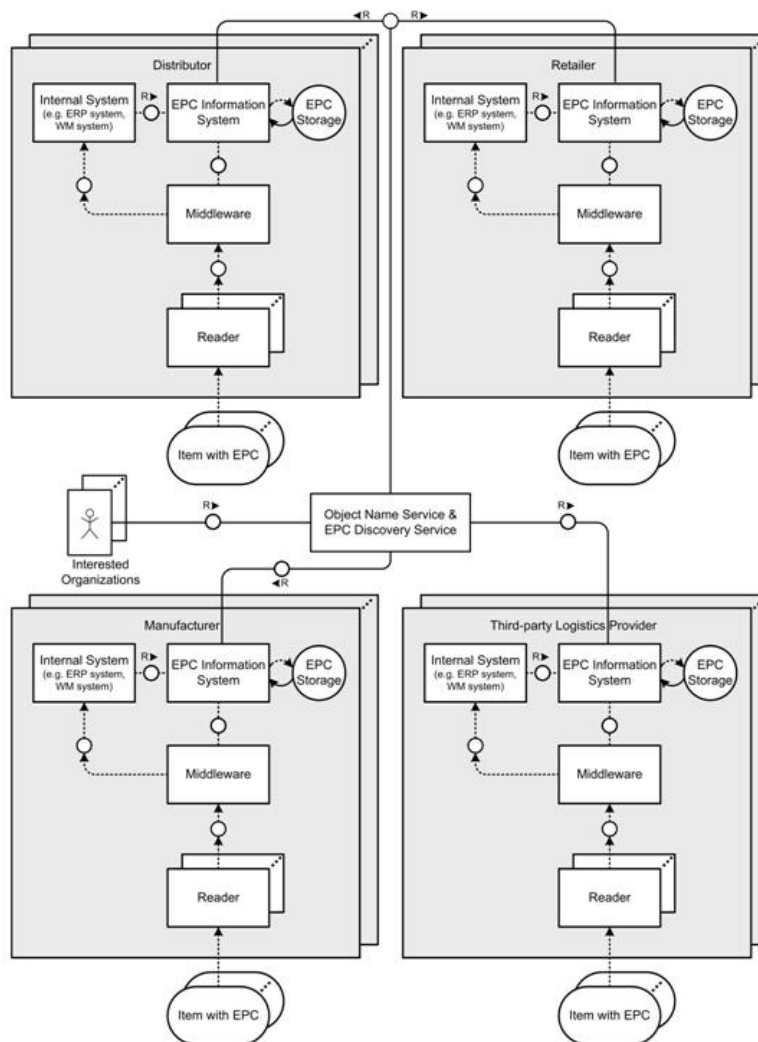 ◄R R►
Distributor
Internal System
(e.g. ERP system,
WM system)
R►
EPC Information
System
EPC
Storage
Middleware
Reader
Item with EPC
Retailer
Internal System
(e.g. ERP system,
WM system)
R►
EPC Information
System
EPC
Storage
Middleware
Reader
Item with EPC
Interested
Organizations
R►
Object Name Service &
EPC Discovery Service
R►
◄R
Manufacturer
Internal System
(e.g. ERP system,
WM system)
R►
EPC Information
System
EPC
Storage
Middleware
Reader
Item with EPC
Third-party Logistics Provider
Internal System
(e.g. ERP system,
WM system)
R►
EPC Information
System
EPC
Storage
Middleware
Reader
Item with EPC